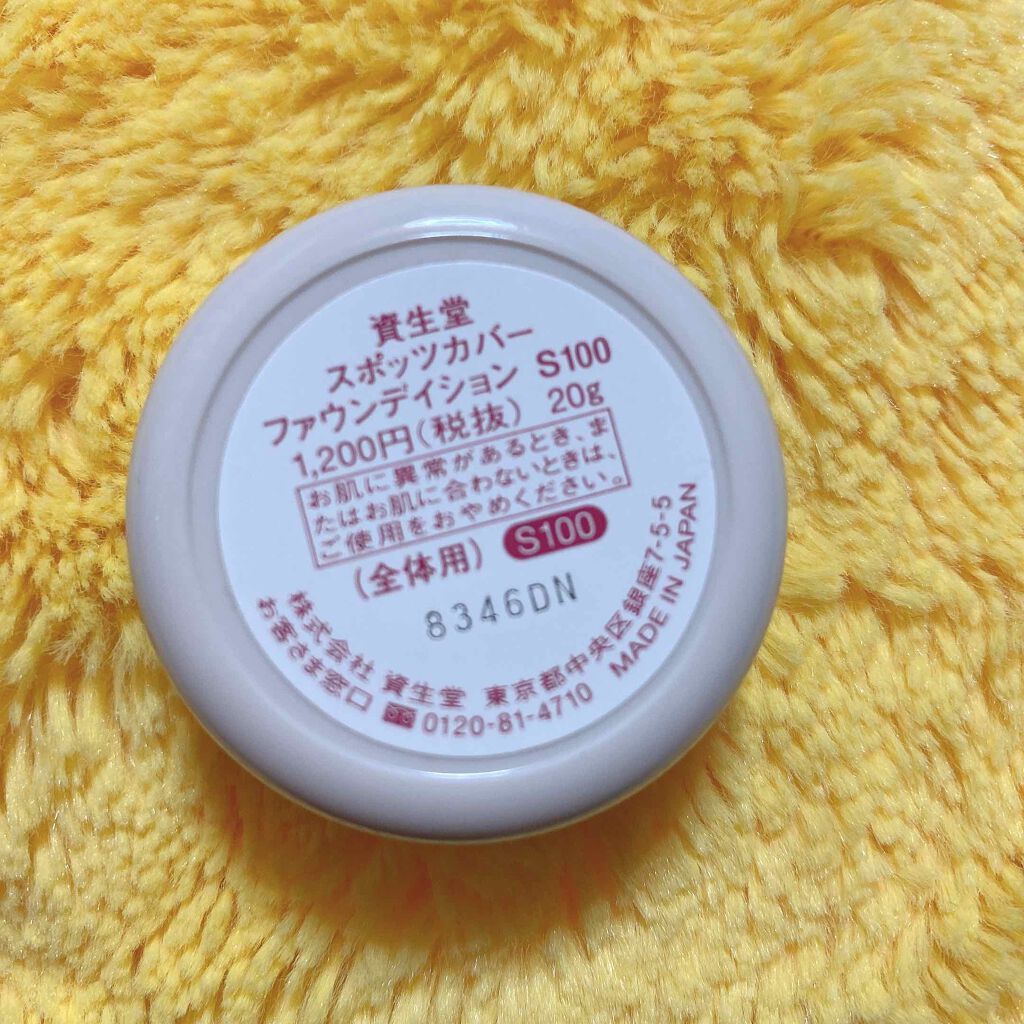 資生堂
スポッツカバー
ファウンデイション S100
1,200円(税抜) 20g
お肌に異常があるとき、ま
たはお肌に合わないときは、
ご使用をおやめください。
(全体用) S100
8346DN
株式会社 資生堂 東京都中央区銀座7-5-5
お客さま窓口 0120-81-4710 MADE IN JAPAN